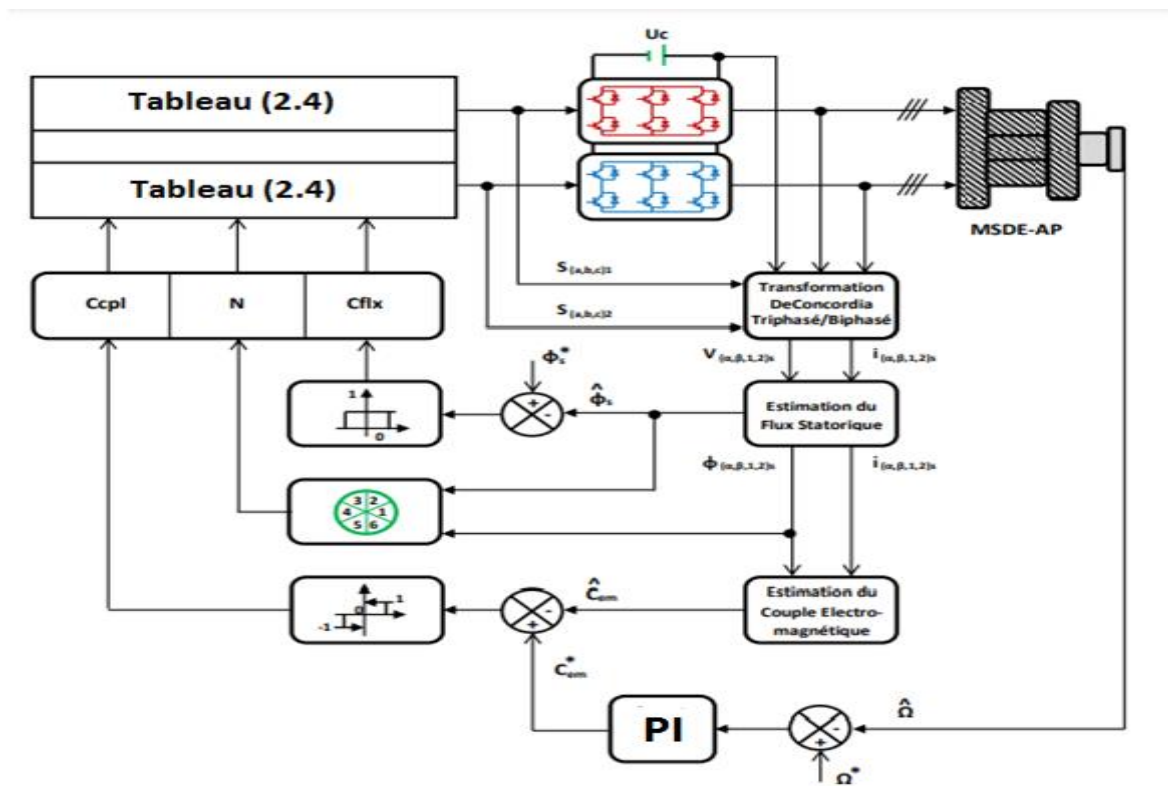 Uc
Tableau (2.4)
Tableau (2.4)
MSDE-AP
S(a,b,c)1
S(a,b,c)2
Transformation
DeConcordia
Triphasé/Biphasé
Ccpl
N
Cflx
V(α,β,1,2)s
i(α,β,1,2)s
Φs*
1
0
+
-
Φ̂s
Estimation du
Flux Statorique
ϕ(α,β,1,2)s
i(α,β,1,2)s
3 2
4 1
5 6
0 1
-1
-
+
Ĉem
Estimation du
Couple Electro-
magnétique
C*em
PI
-
+
Ω̂
Ω*